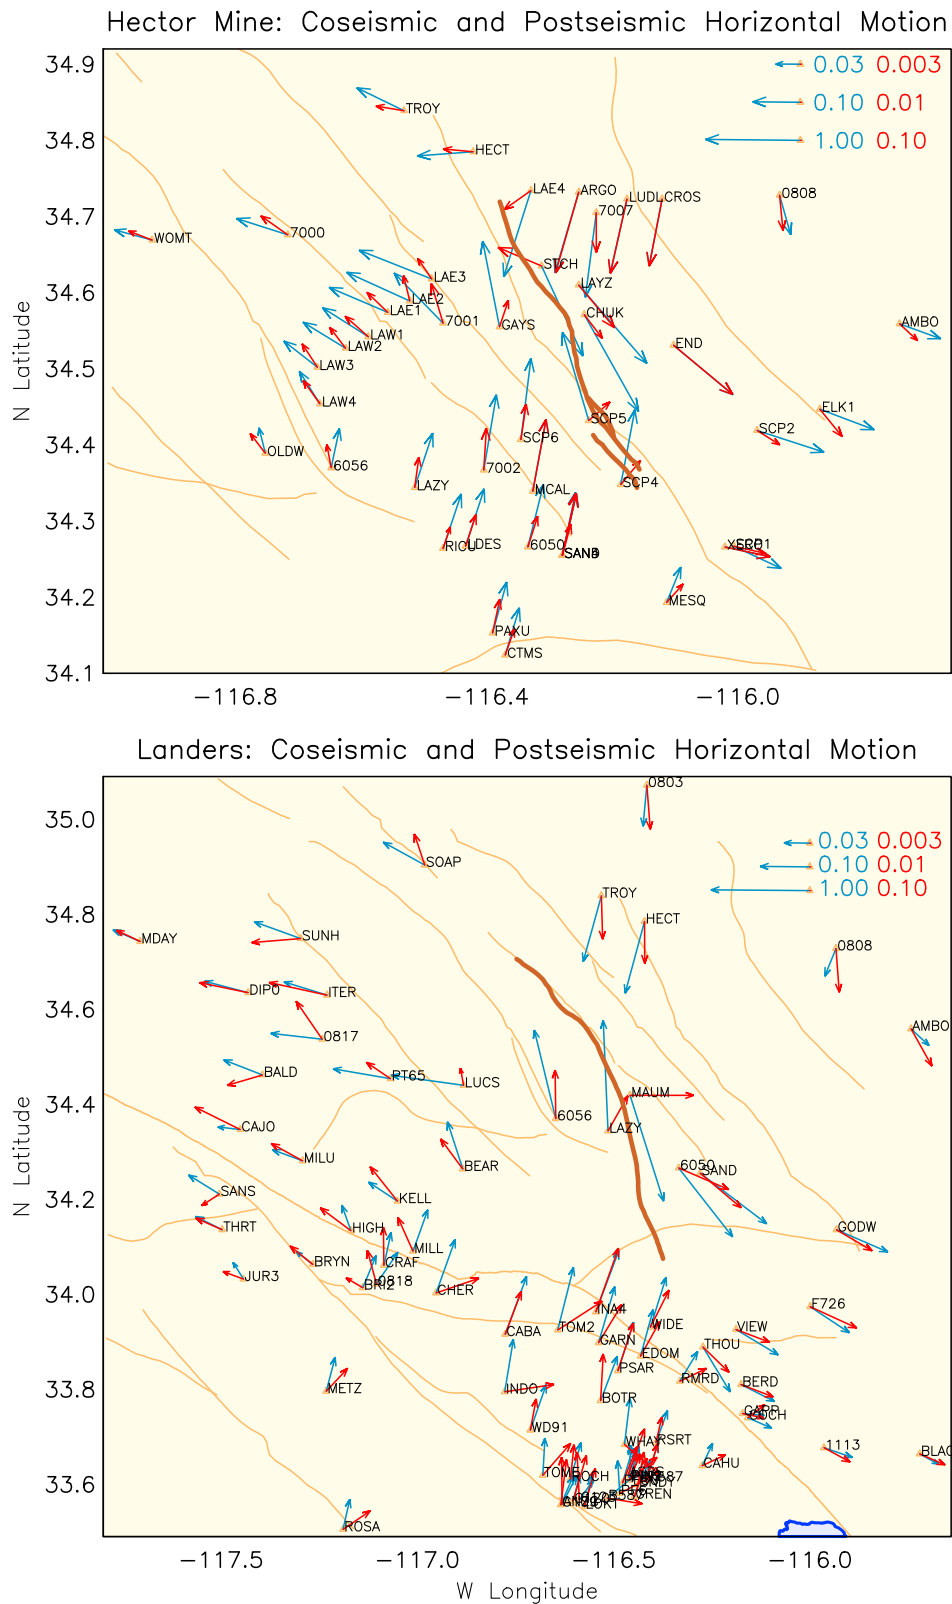 Hector Mine: Coseismic and Postseismic Horizontal Motion
34.9
0.03 0.003
TROY
0.10 0.01
34.8
1.00 0.10
HECT
LAE4
ARGO
LUDL
CROS
0808
34.7
7007
7000
WOMT
STCH
LAE3
34.6
LAYZ
LAE2
LAE1
7001
GAYS
CHUK
AMBO
N Latitude
LAW1
LAW2
END
34.5
LAW3
LAW4
ELK1
SCP5
SCP2
34.4
SCP6
OLDW
6056
7002
LAZY
MCAL
SCP4
34.3
RICU
LDES
6050
34.2
MESQ
PAXU
CTMS
34.1
-116.8
-116.4
-116.0
Landers: Coseismic and Postseismic Horizontal Motion
0803
35.0
0.03 0.003
SOAP
0.10 0.01
1.00 0.10
34.8
TROY
HECT
MDAY
SUNH
0808
DIP0
ITER
34.6
AMBO
0817
BALD
RT65
LUCS
MAUM
34.4
6056
LAZY
CAJO
MILU
BEAR
6050
SAND
N Latitude
34.2
SANS
KELL
THRT
HIGH
GODW
MILL
BRYN
CRAF
JUR3
BRI2
0818
CHER
34.0
F726
INA4
CABA
TOM2
WIDE
VIEW
GARN
THOU
EDOM
PSAR
RMRD
BERD
33.8
METZ
INDO
BOTR
COCH
WD91
WHAY
RSRT
1113
BLAC
TOME
CAHU
33.6
ROCH
ROSA
-117.5
-117.0
-116.5
-116.0
W Longitude